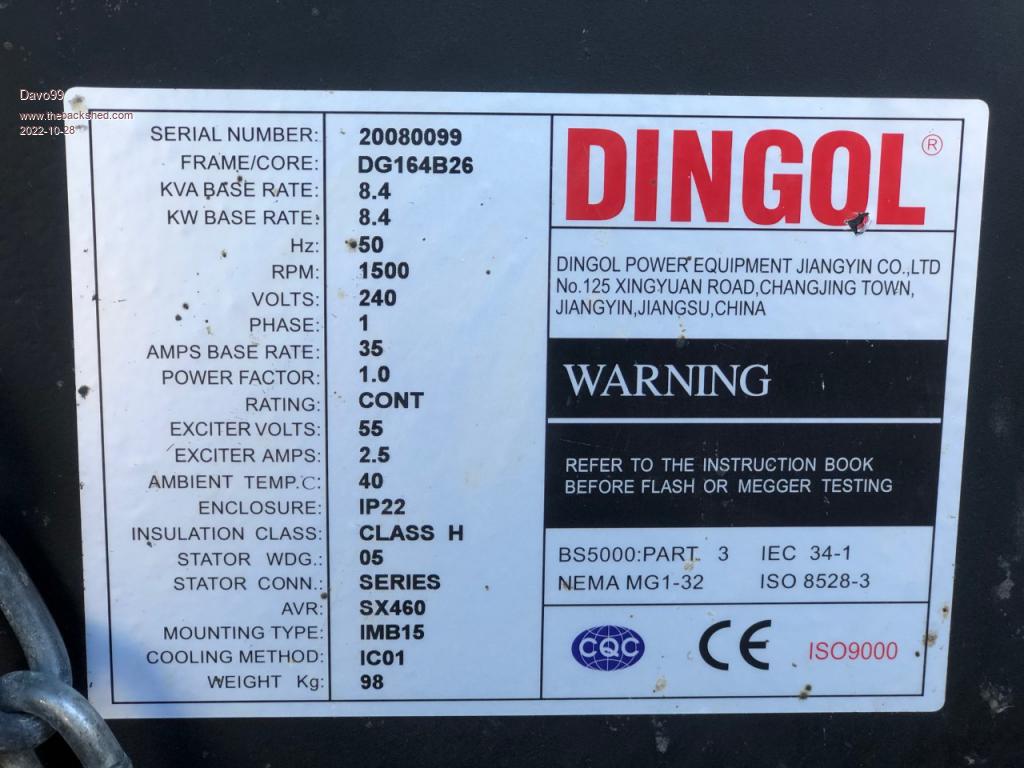 Davo99
www.thebackshed.com
2022-10-28
SERIAL NUMBER: 20080099
FRAME/CORE: DG164B26
KVA BASE RATE: 8.4
KW BASE RATE: 8.4
Hz: 50
RPM: 1500
VOLTS: 240
PHASE: 1
AMPS BASE RATE: 35
POWER FACTOR: 1.0
RATING: CONT
EXCITER VOLTS: 55
EXCITER AMPS: 2.5
AMBIENT TEMP.C: 40
ENCLOSURE: IP22
INSULATION CLASS: CLASS H
STATOR WDG.: 05
STATOR CONN.: SERIES
AVR: SX460
MOUNTING TYPE: IMB15
COOLING METHOD: IC01
WEIGHT Kg: 98
DINGOL ®
DINGOL POWER EQUIPMENT JIANGYIN CO.,LTD
No.125 XINGYUAN ROAD,CHANGJING TOWN,
JIANGYIN,JIANGSU,CHINA
WARNING
REFER TO THE INSTRUCTION BOOK
BEFORE FLASH OR MEGGER TESTING
BS5000:PART 3 IEC 34-1
NEMA MG1-32 ISO 8528-3
CQC CE ISO9000